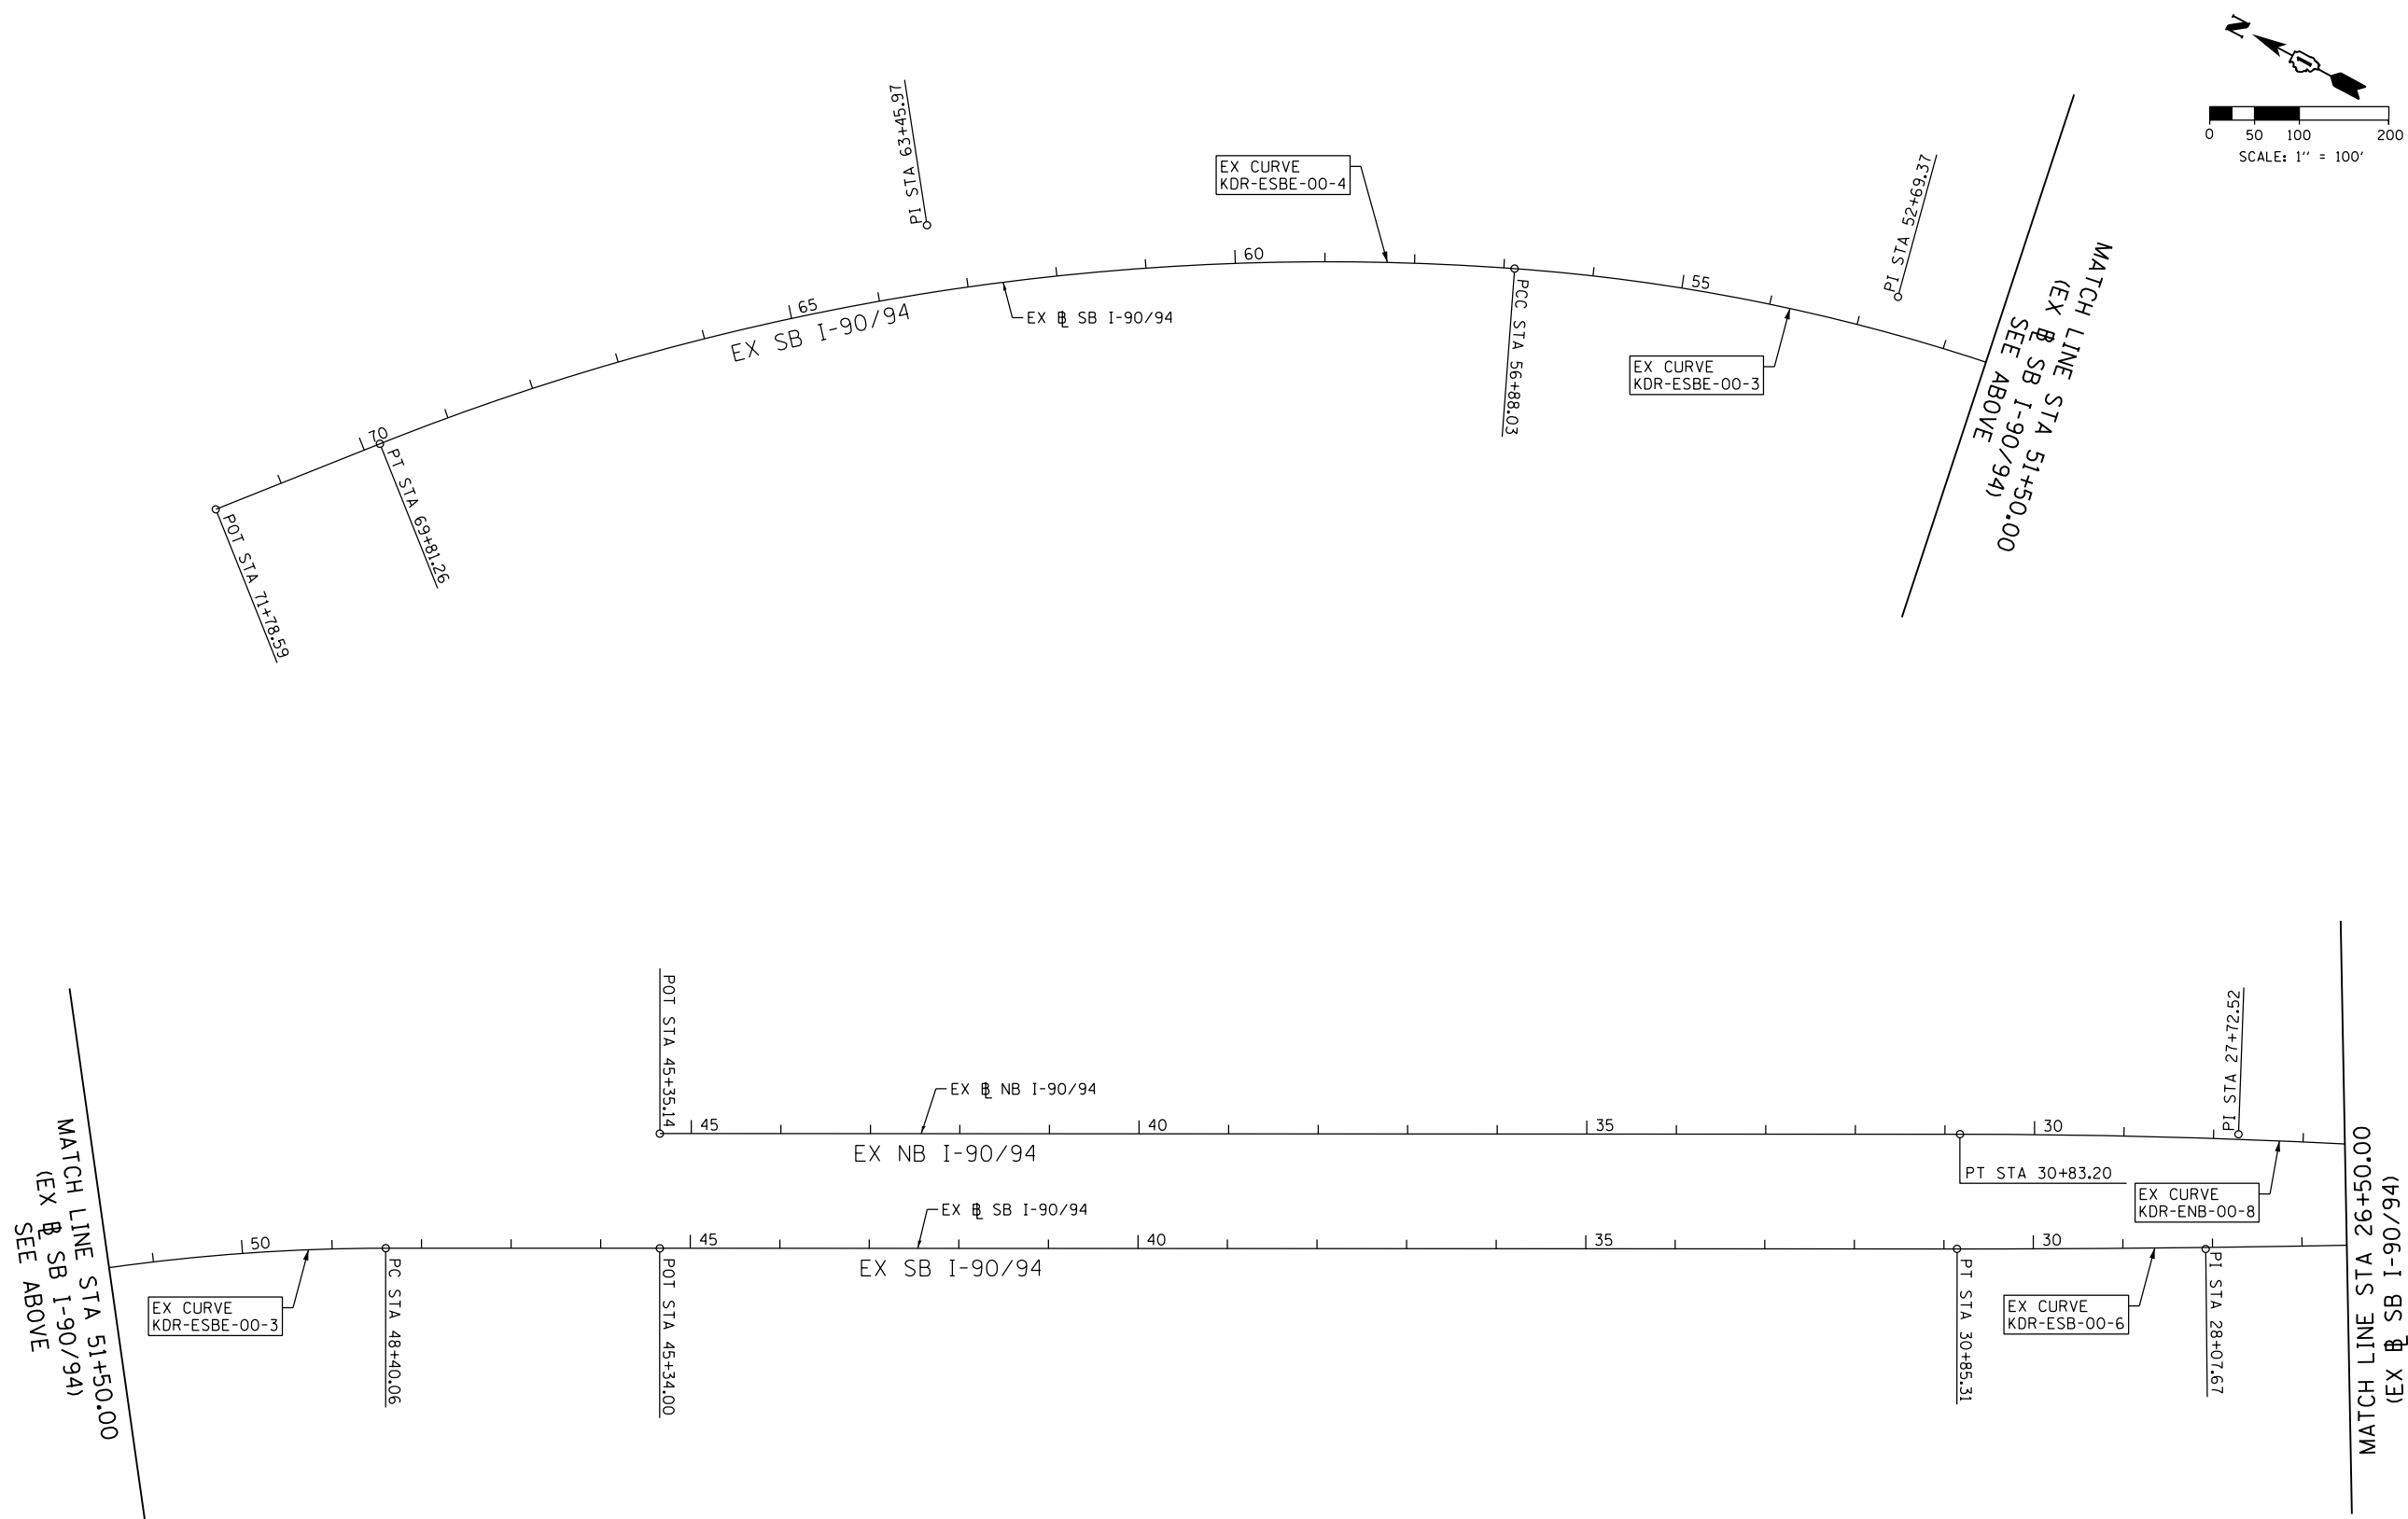 N
0 50 100 200
SCALE: 1'' = 100'
PI STA 63+45.97
EX CURVE
KDR-ESBE-00-4
PI STA 52+69.37
MATCH LINE STA 51+50.00
(EX BL SB I-90/94)
SEE ABOVE
70
65
60
55
EX SB I-90/94
EX BL SB I-90/94
PCC STA 56+88.03
EX CURVE
KDR-ESBE-00-3
PT STA 69+81.26
POT STA 71+78.59
POT STA 45+35.14
EX BL NB I-90/94
PI STA 27+72.52
45
40
35
30
EX NB I-90/94
PT STA 30+83.20
EX CURVE
KDR-ENB-00-8
MATCH LINE STA 51+50.00
(EX BL SB I-90/94)
SEE ABOVE
EX BL SB I-90/94
50
45
40
35
30
EX SB I-90/94
EX CURVE
KDR-ESBE-00-3
PC STA 48+40.06
POT STA 45+34.00
PT STA 30+85.31
EX CURVE
KDR-ESB-00-6
PI STA 28+07.67
MATCH LINE STA 26+50.00
(EX BL SB I-90/94)